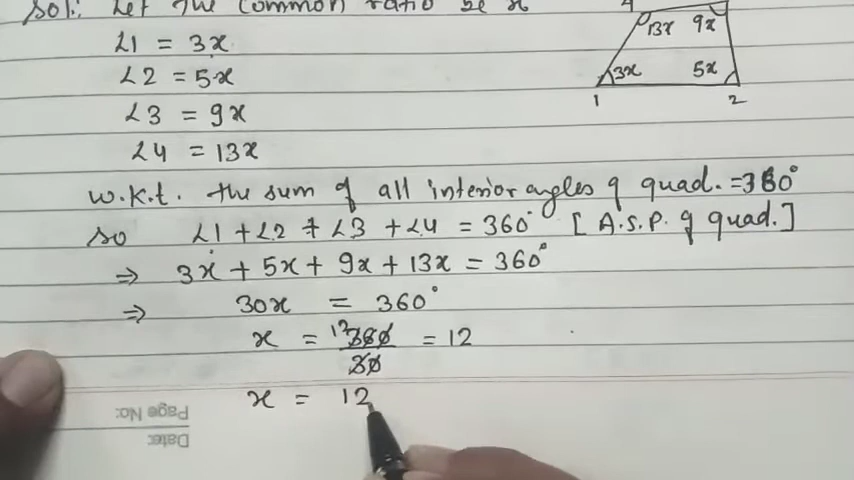 Sol: Let the common ratio be x
∠1 = 3x
∠2 = 5x
∠3 = 9x
∠4 = 13x
4
13x 9x
3x 5x
1 2
w.k.t. the sum of all interior angles of quad. = 360°
so ∠1 + ∠2 + ∠3 + ∠4 = 360° [A.S.P. of quad.]
⇒ 3x + 5x + 9x + 13x = 360°
⇒ 30x = 360°
x = 12 360/30 = 12
x = 12
Page No:
Date: